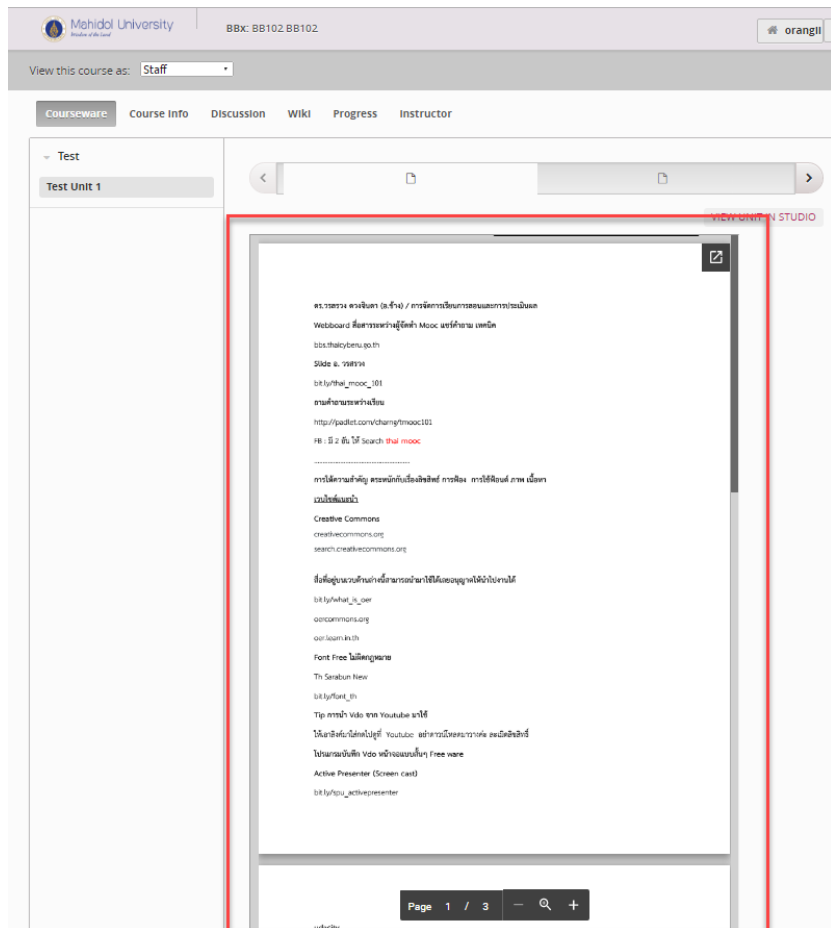 Mahidol University
Wisdom of the Land
BBx: BB102 BB102
orangll
View this course as: Staff
Courseware Course Info Discussion Wiki Progress Instructor
Test
Test Unit 1
VIEW UNIT IN STUDIO
ดร.วรสรวง ดวงจินดา (อ.ช้าง) / การจัดการเรียนการสอนและการประเมินผล
Webboard สื่อสารระหว่างผู้จัดทำ Mooc แชร์คำถาม เทคนิค
bbs.thaicyberu.go.th
Slide อ. วรสรวง
bit.ly/thai_mooc_101
ถามคำถามระหว่างเรียน
http://padlet.com/charng/tmooc101
FB : มี 2 อัน ให้ Search thai mooc
การให้ความสำคัญ ตระหนักกับเรื่องลิขสิทธ์ การฟ้อง การใช้ฟ้อนต์ ภาพ เนื้อหา
เวบไซต์แนะนำ
Creative Commons
creativecommons.org
search.creativecommons.org
สื่อที่อยู่บนเวบด้านล่างนี้สามารถนำมาใช้ได้เลยอนุญาตให้นำไปงานได้
bit.ly/what_is_oer
oercommons.org
oer.learn.in.th
Font Free ไม่ผิดกฎหมาย
Th Sarabun New
bit.ly/font_th
Tip การนำ Vdo จาก Youtube มาใช้
ให้เอาลิงค์มาใส่กดไปดูที่ Youtube อย่าดาวน์โหลดมาวางค่ะ ละเมิดลิขสิทธิ์
โปรแกรมบันทึก Vdo หน้าจอแบบสั้นๆ Free ware
Active Presenter (Screen cast)
bit.ly/spu_activepresenter
Page 1 / 3
udacity